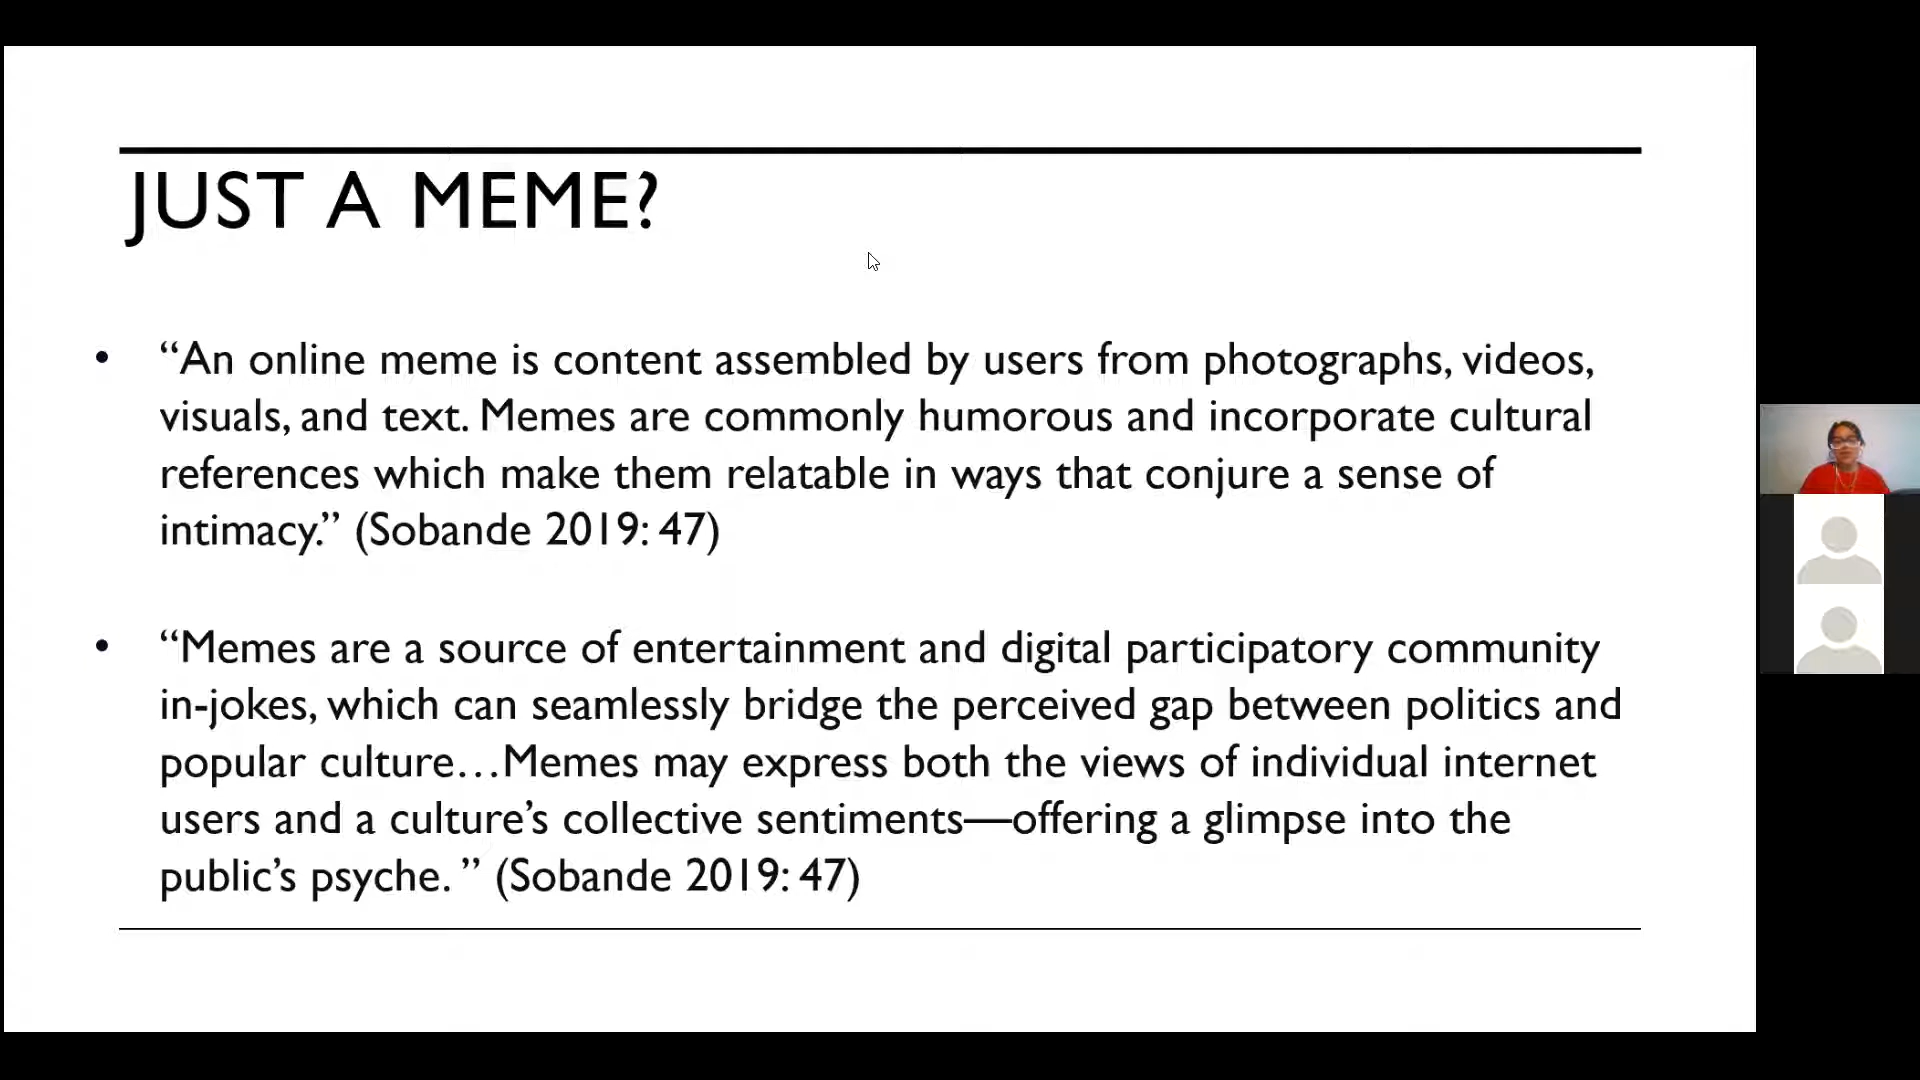 JUST A MEME?
• “An online meme is content assembled by users from photographs, videos,
visuals, and text. Memes are commonly humorous and incorporate cultural
references which make them relatable in ways that conjure a sense of
intimacy.” (Sobande 2019: 47)
• “Memes are a source of entertainment and digital participatory community
in-jokes, which can seamlessly bridge the perceived gap between politics and
popular culture…Memes may express both the views of individual internet
users and a culture’s collective sentiments—offering a glimpse into the
public’s psyche. ” (Sobande 2019: 47)